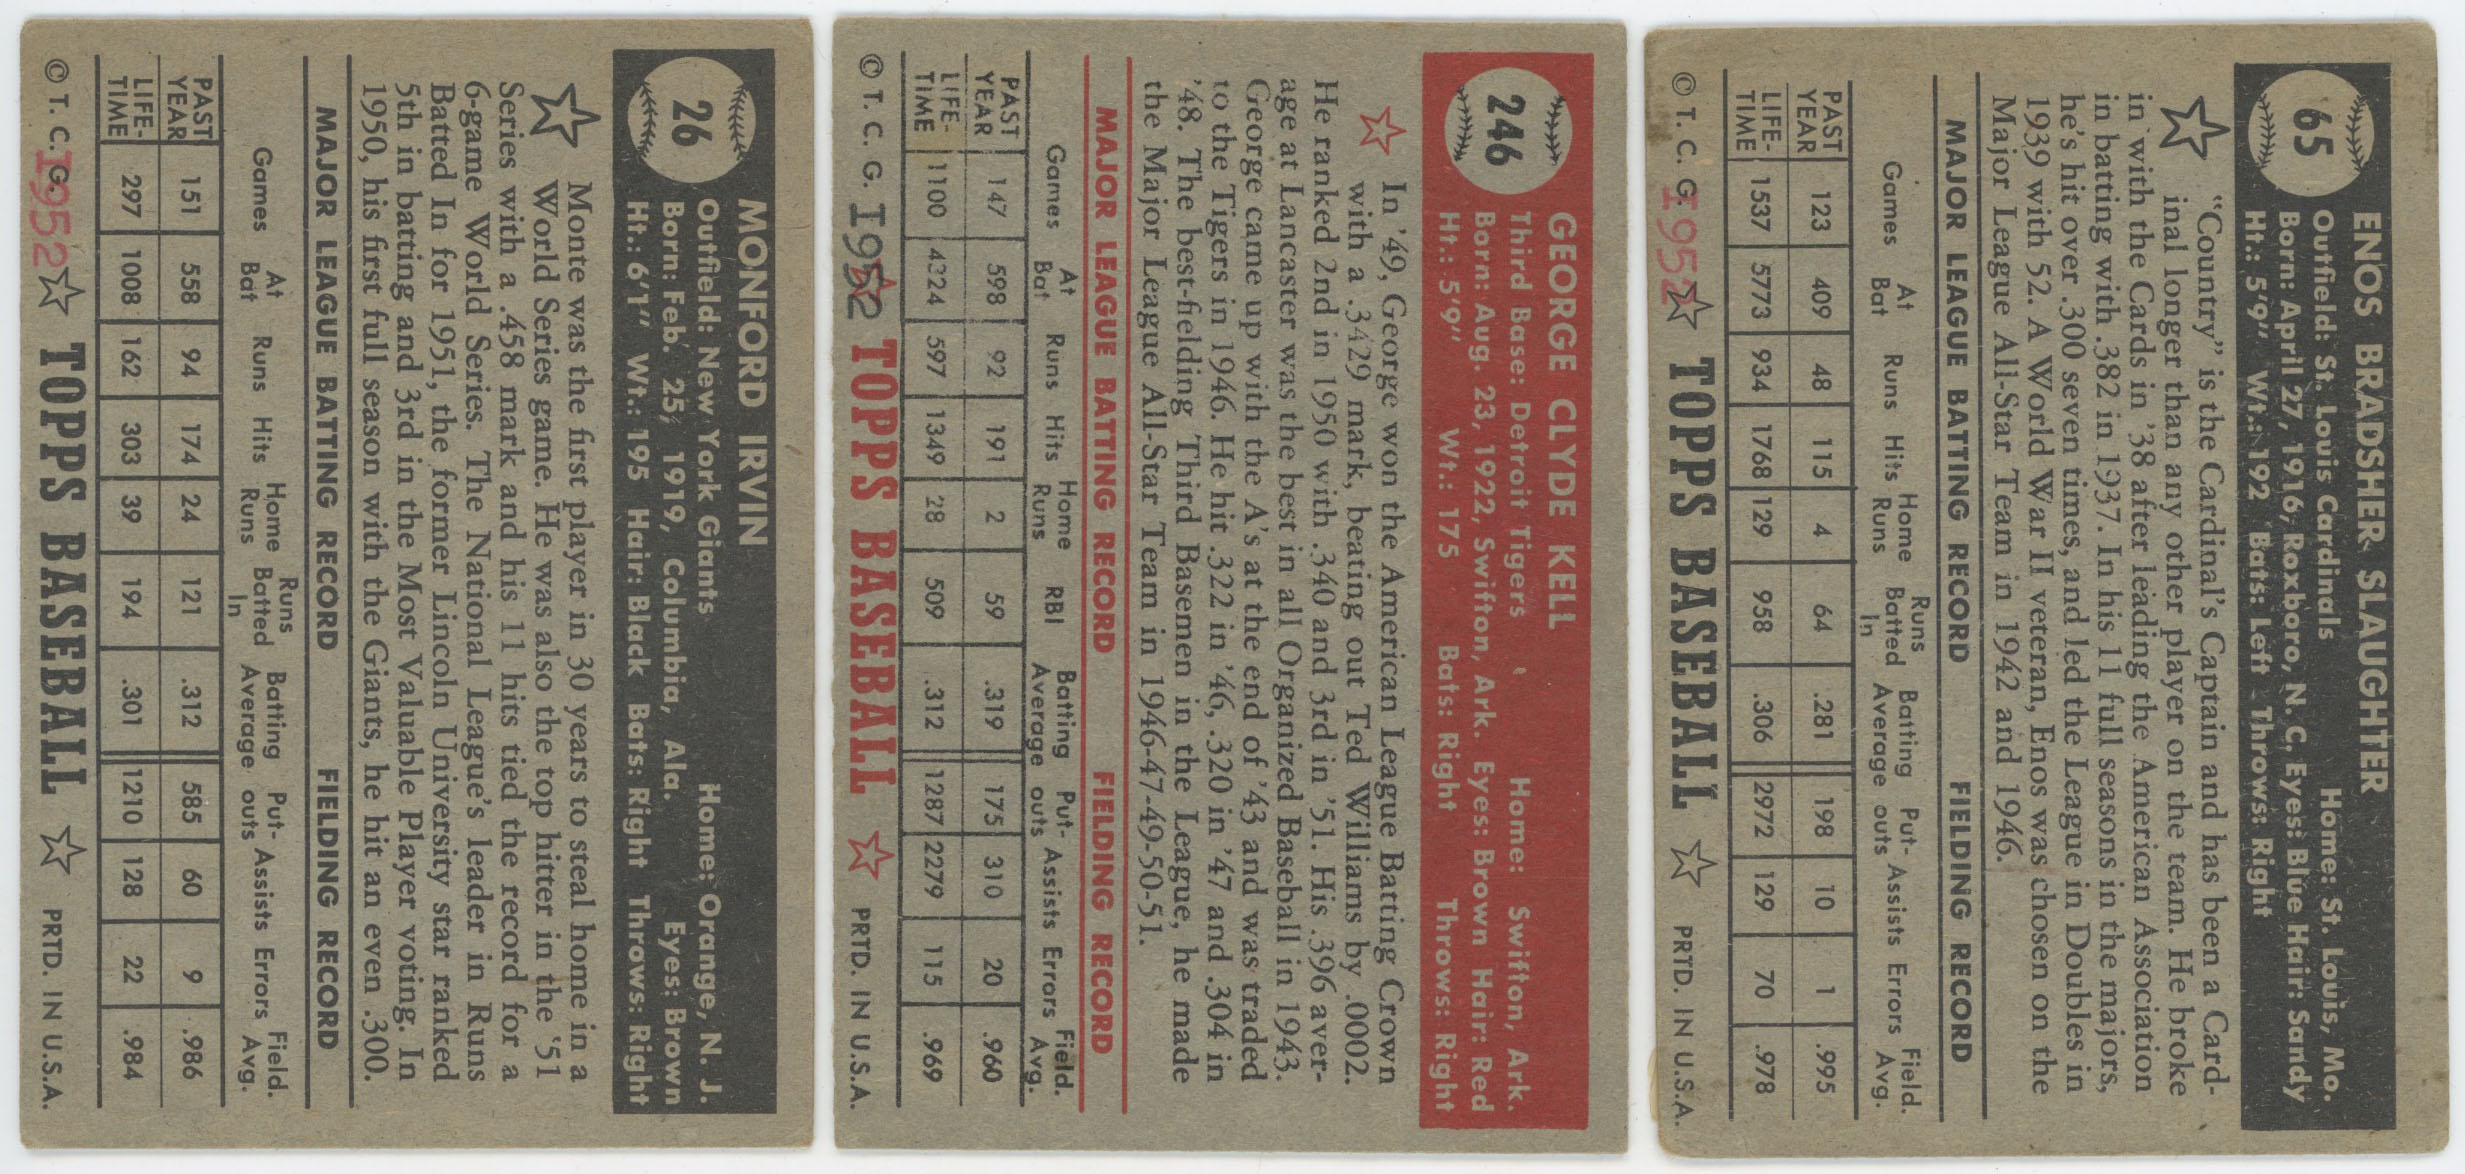 26
MONFORD IRVIN
Outfield: New York Giants Home: Orange, N. J.
Born: Feb. 25, 1919, Columbia, Ala. Eyes: Brown
Ht.: 6'1" Wt.: 195 Hair: Black Bats: Right Throws: Right
Monte was the first player in 30 years to steal home in a
World Series game. He was also the top hitter in the '51
Series with a .458 mark and his 11 hits tied the record for a
6-game World Series. The National League's leader in Runs
Batted In for 1951, the former Lincoln University star ranked
5th in batting and 3rd in the Most Valuable Player voting. In
1950, his first full season with the Giants, he hit an even .300.
MAJOR LEAGUE BATTING RECORD FIELDING RECORD
Games At Bat Runs Hits Home Runs Runs Batted In Batting Average Put-outs Assists Errors Field. Avg.
PAST YEAR 151 558 94 174 24 121 .312 585 60 9 .986
LIFE-TIME 297 1008 162 303 39 194 .301 1210 128 22 .984
© T. C. G. 1952 ☆ TOPPS BASEBALL ☆ PRTD. IN U.S.A.
246
GEORGE CLYDE KELL
Third Base: Detroit Tigers Home: Swifton, Ark.
Born: Aug. 23, 1922, Swifton, Ark. Eyes: Brown Hair: Red
Ht.: 5'9" Wt.: 175 Bats: Right Throws: Right
In '49, George won the American League Batting Crown
with a .3429 mark, beating out Ted Williams by .0002.
He ranked 2nd in 1950 with .340 and 3rd in '51. His .396 aver-
age at Lancaster was the best in all Organized Baseball in 1943.
George came up with the A's at the end of '43 and was traded
to the Tigers in 1946. He hit .322 in '46, .320 in '47 and .304 in
'48. The best-fielding Third Basemen in the League, he made
the Major League All-Star Team in 1946-47-49-50-51.
MAJOR LEAGUE BATTING RECORD FIELDING RECORD
Games At Bat Runs Hits Home Runs RBI Batting Average Put-outs Assists Errors Field. Avg.
PAST YEAR 147 598 92 191 2 59 .319 175 310 20 .960
LIFE-TIME 1100 4324 597 1349 28 509 .312 1287 2279 115 .969
© T. C. G. 1952 ☆ TOPPS BASEBALL ☆ PRTD. IN U.S.A.
65
ENOS BRADSHER SLAUGHTER
Outfield: St. Louis Cardinals Home: St. Louis, Mo.
Born: April 27, 1916, Roxboro, N. C. Eyes: Blue Hair: Sandy
Ht.: 5'9" Wt.: 192 Bats: Left Throws: Right
"Country" is the Cardinal's Captain and has been a Card-
inal longer than any other player on the team. He broke
in with the Cards in '38 after leading the American Association
in batting with .382 in 1937. In his 11 full seasons in the majors,
he's hit over .300 seven times, and led the League in Doubles in
1939 with 52. A World War II veteran, Enos was chosen on the
Major League All-Star Team in 1942 and 1946.
MAJOR LEAGUE BATTING RECORD FIELDING RECORD
Games At Bat Runs Hits Home Runs Runs Batted In Batting Average Put-outs Assists Errors Field. Avg.
PAST YEAR 123 409 48 115 4 64 .281 198 10 1 .995
LIFE-TIME 1537 5773 934 1768 129 958 .306 2972 129 70 .978
© T. C. G. 1952 ☆ TOPPS BASEBALL ☆ PRTD. IN U.S.A.